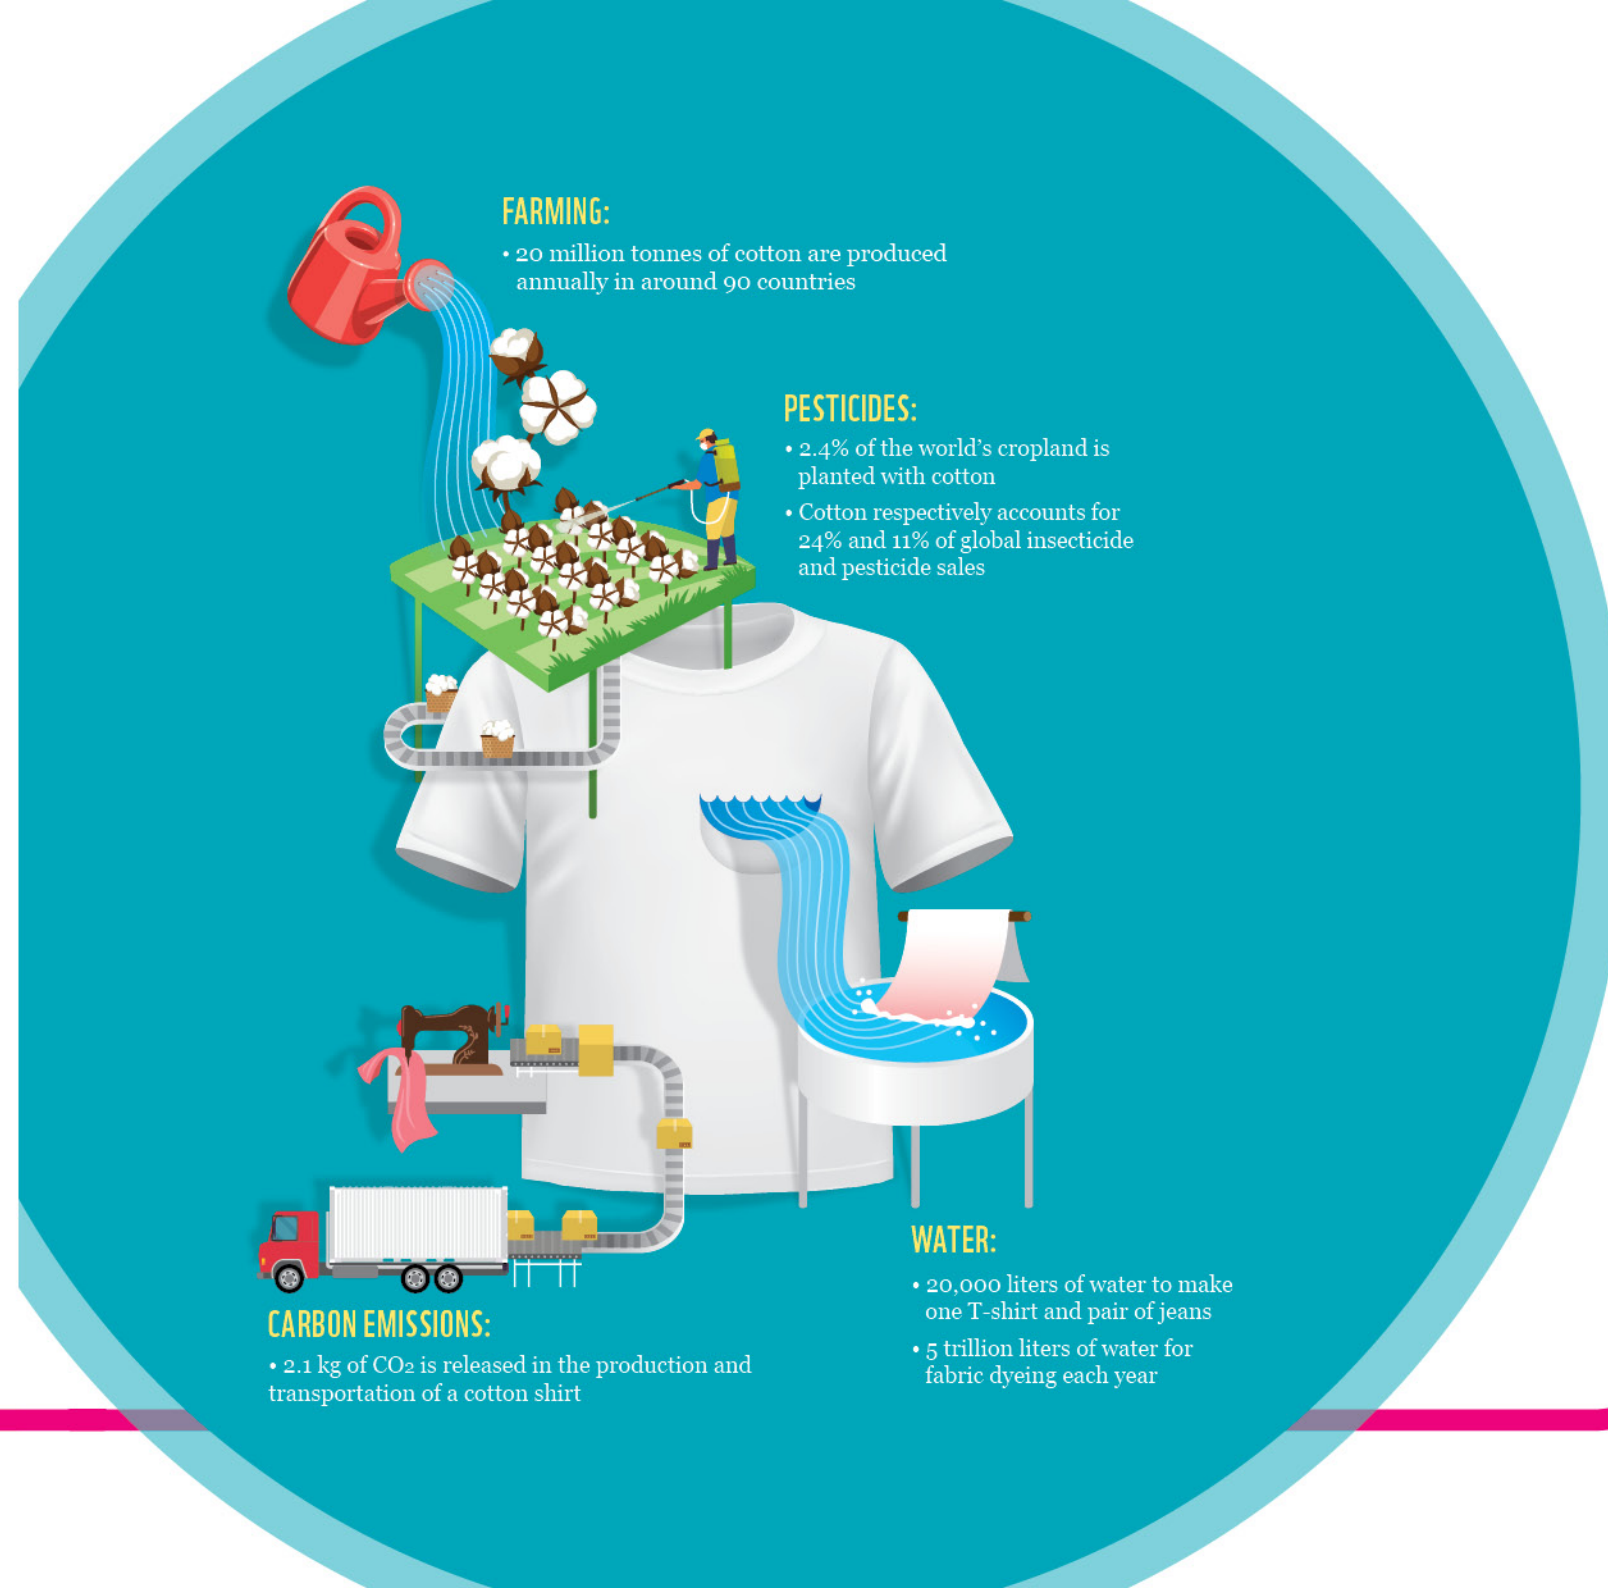 FARMING:
• 20 million tonnes of cotton are produced
annually in around 90 countries
PESTICIDES:
• 2.4% of the world’s cropland is
planted with cotton
• Cotton respectively accounts for
24% and 11% of global insecticide
and pesticide sales
WATER:
• 20,000 liters of water to make
one T-shirt and pair of jeans
• 5 trillion liters of water for
fabric dyeing each year
CARBON EMISSIONS:
• 2.1 kg of CO2 is released in the production and
transportation of a cotton shirt